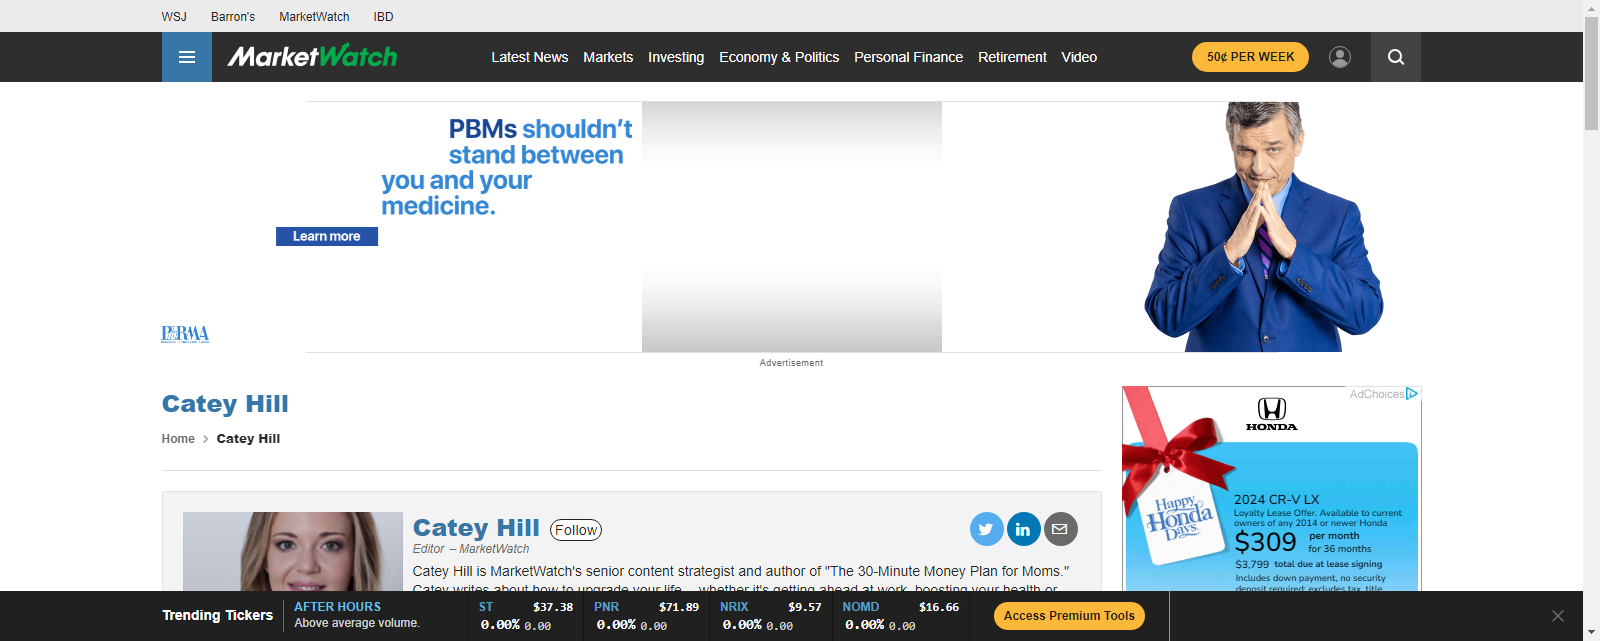 WSJ Barron's MarketWatch IBD
MarketWatch Latest News Markets Investing Economy & Politics Personal Finance Retirement Video 50¢ PER WEEK
PBMs shouldn't
stand between
you and your
medicine.
Learn more
PhRMA
Advertisement
Catey Hill
Home > Catey Hill
AdChoices
HONDA
Happy
Honda
Days
2024 CR-V LX
Loyalty Lease Offer. Available to current
owners of any 2014 or newer Honda
$309 per month
for 36 months
$3,799 total due at lease signing
Includes down payment, no security
deposit required; excludes tax, title,
Catey Hill Follow
Editor – MarketWatch
Catey Hill is MarketWatch's senior content strategist and author of "The 30-Minute Money Plan for Moms."
Catey writes about how to upgrade your life -- whether it's getting ahead at work, boosting your health or
Trending Tickers
AFTER HOURS
Above average volume.
ST $37.38
0.00% 0.00
PNR $71.89
0.00% 0.00
NRIX $9.57
0.00% 0.00
NOMD $16.66
0.00% 0.00
Access Premium Tools